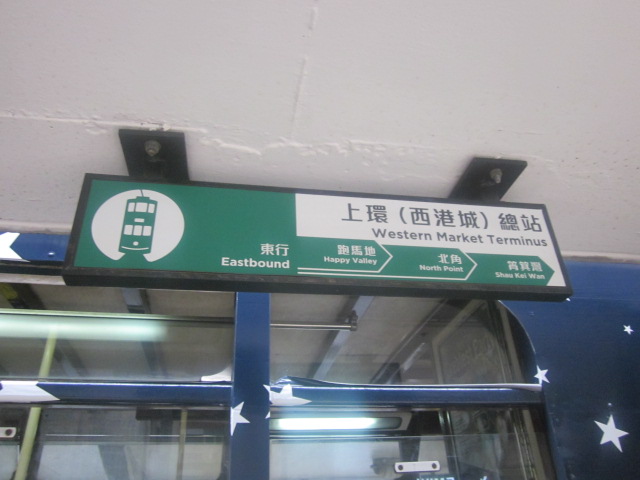 上環（西港城）總站
Western Market Terminus
東行
Eastbound
跑馬地
Happy Valley
北角
North Point
筲箕灣
Shau Kei Wan